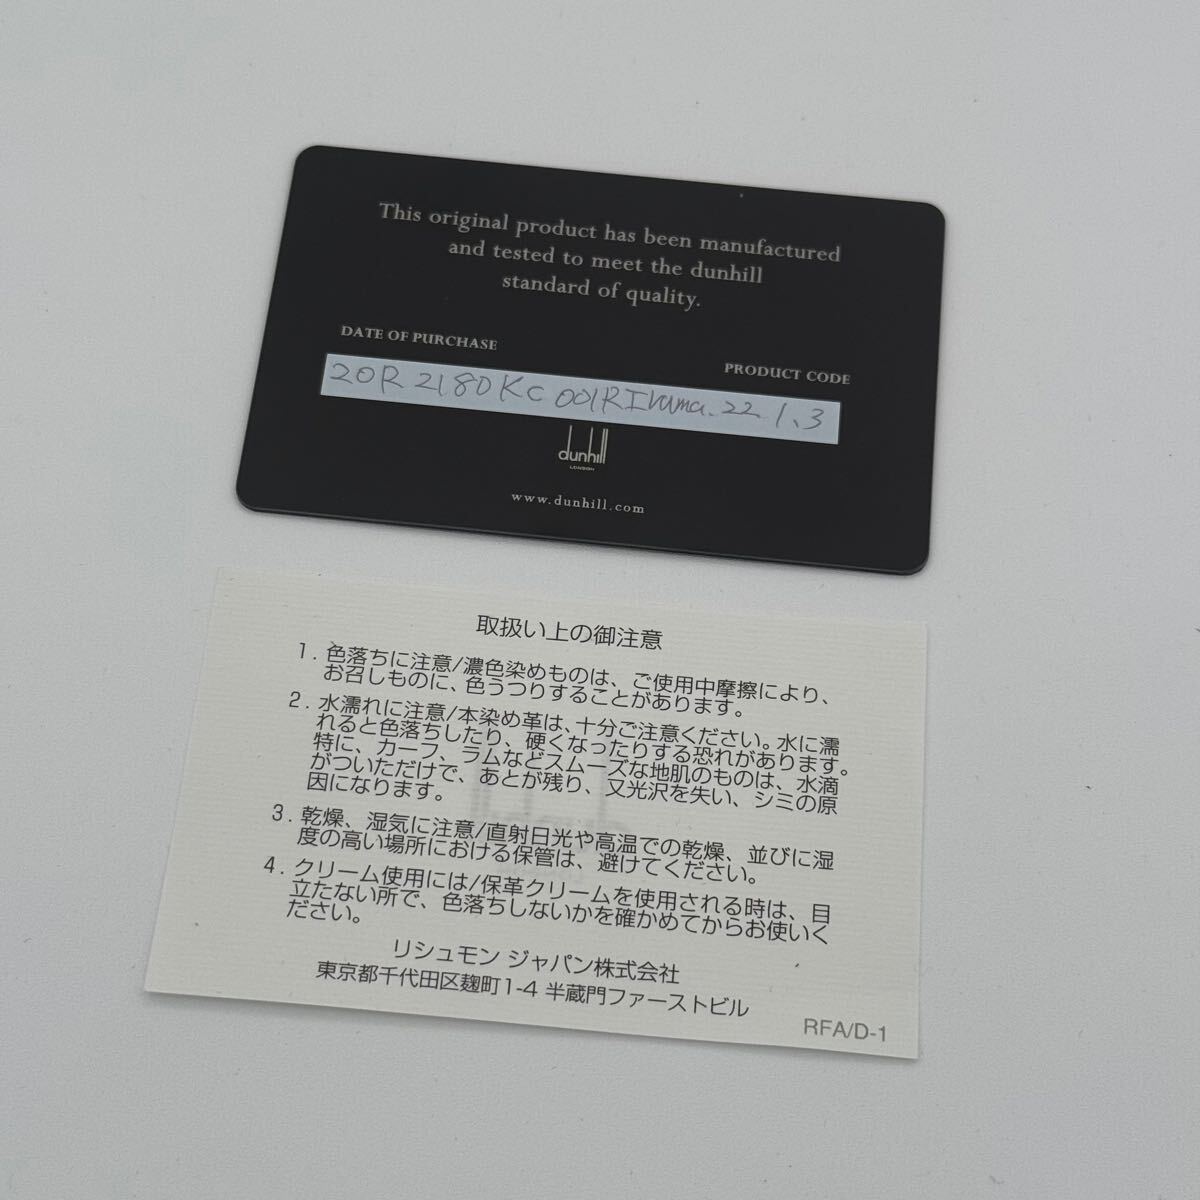 This original product has been manufactured
and tested to meet the dunhill
standard of quality.
DATE OF PURCHASE
PRODUCT CODE
20R2180KC001R Iruma. 22.1.3
dunhill
LONDON
www.dunhill.com
取扱い上の御注意
1. 色落ちに注意/濃色染めものは、ご使用中摩擦により、
お召しものに、色うつりすることがあります。
2. 水濡れに注意/本染め革は、十分ご注意ください。水に濡
れると色落ちしたり、硬くなったりする恐れがあります。
特に、カーフ、ラムなどスムーズな地肌のものは、水滴
がついただけで、あとが残り、又光沢を失い、シミの原
因になります。
3. 乾燥、湿気に注意/直射日光や高温での乾燥、並びに湿
度の高い場所における保管は、避けてください。
4. クリーム使用には/保革クリームを使用される時は、目
立たない所で、色落ちしないかを確かめてからお使いく
ださい。
リシュモン ジャパン株式会社
東京都千代田区麹町1-4 半蔵門ファーストビル
RFA/D-1